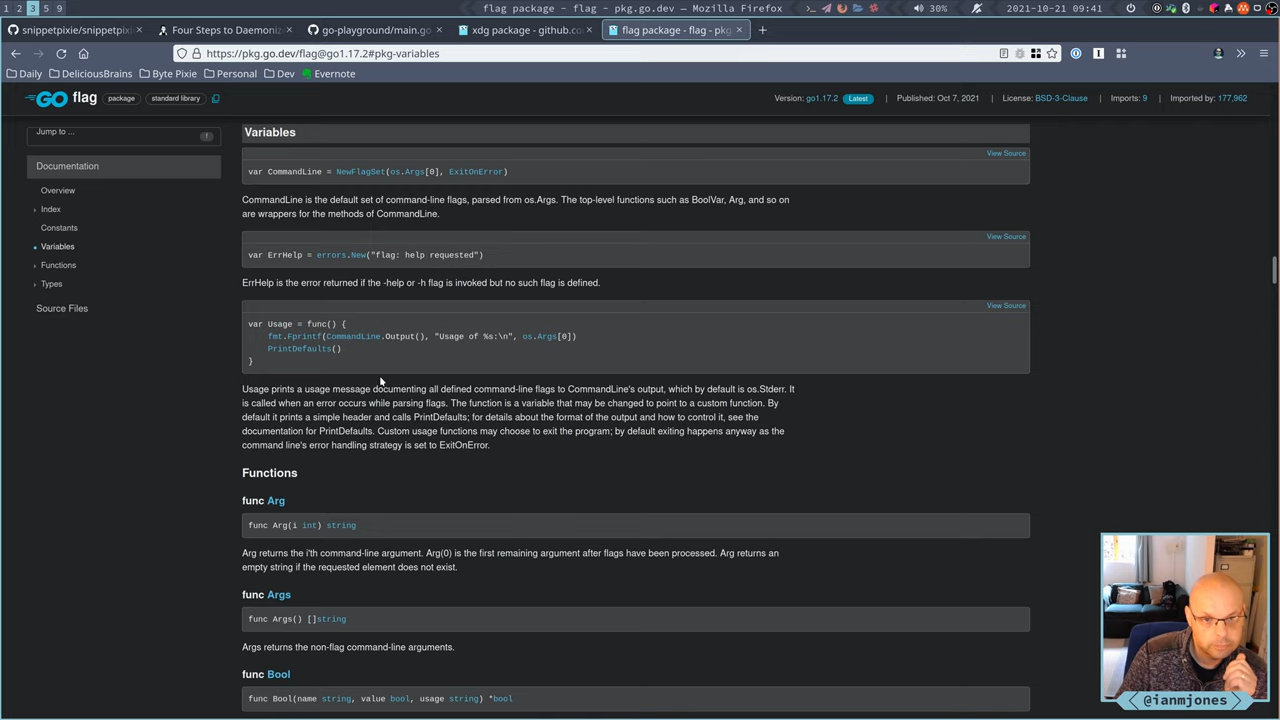 1 2 3 5 9
flag package - flag - pkg.go.dev — Mozilla Firefox
30%
2021-10-21 09:41
snippetpixie/snippetpixi
Four Steps to Daemoniz
go-playground/main.go
xdg package - github.co
flag package - flag - pkg
https://pkg.go.dev/flag@go1.17.2#pkg-variables
Daily
DeliciousBrains
Byte Pixie
Personal
Dev
Evernote
GO flag package standard library
Version: go1.17.2 Latest
Published: Oct 7, 2021
License: BSD-3-Clause
Imports: 9
Imported by: 177,962
Jump to ... f
Documentation
Overview
Index
Constants
Variables
Functions
Types
Source Files
Variables
View Source
var CommandLine = NewFlagSet(os.Args[0], ExitOnError)
CommandLine is the default set of command-line flags, parsed from os.Args. The top-level functions such as BoolVar, Arg, and so on
are wrappers for the methods of CommandLine.
View Source
var ErrHelp = errors.New("flag: help requested")
ErrHelp is the error returned if the -help or -h flag is invoked but no such flag is defined.
View Source
var Usage = func() {
fmt.Fprintf(CommandLine.Output(), "Usage of %s:\n", os.Args[0])
PrintDefaults()
}
Usage prints a usage message documenting all defined command-line flags to CommandLine's output, which by default is os.Stderr. It
is called when an error occurs while parsing flags. The function is a variable that may be changed to point to a custom function. By
default it prints a simple header and calls PrintDefaults; for details about the format of the output and how to control it, see the
documentation for PrintDefaults. Custom usage functions may choose to exit the program; by default exiting happens anyway as the
command line's error handling strategy is set to ExitOnError.
Functions
func Arg
func Arg(i int) string
Arg returns the i'th command-line argument. Arg(0) is the first remaining argument after flags have been processed. Arg returns an
empty string if the requested element does not exist.
func Args
func Args() []string
Args returns the non-flag command-line arguments.
func Bool
func Bool(name string, value bool, usage string) *bool
@ianmjones